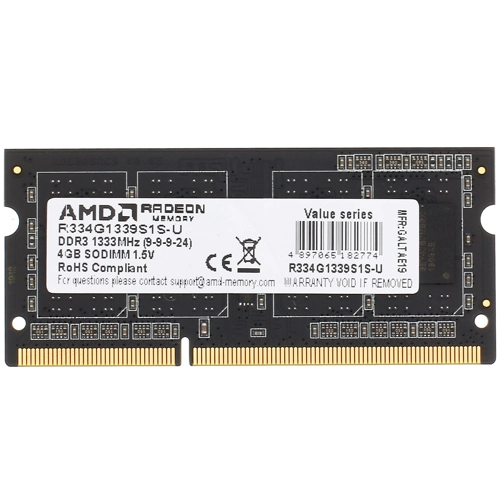 AMD RADEON
MEMORY
R334G1339S1S-U
DDR3 1333MHz (9-9-9-24)
4GB SODIMM 1.5V
RoHS Compliant
For questions please contact support@amd-memory.com
Value series
4 897065 182774
R334G1339S1S-U
WARRANTY VOID IF REMOVED
MFR:GALTAE19